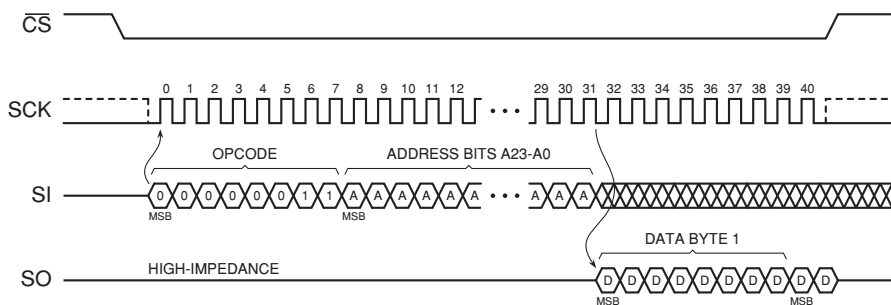 CS
0 1 2 3 4 5 6 7 8 9 10 11 12 29 30 31 32 33 34 35 36 37 38 39 40
SCK
OPCODE ADDRESS BITS A23-A0
SI 0 0 0 0 0 0 1 1 A A A A A A A A A
MSB MSB
DATA BYTE 1
HIGH-IMPEDANCE
SO D D D D D D D D D D
MSB MSB